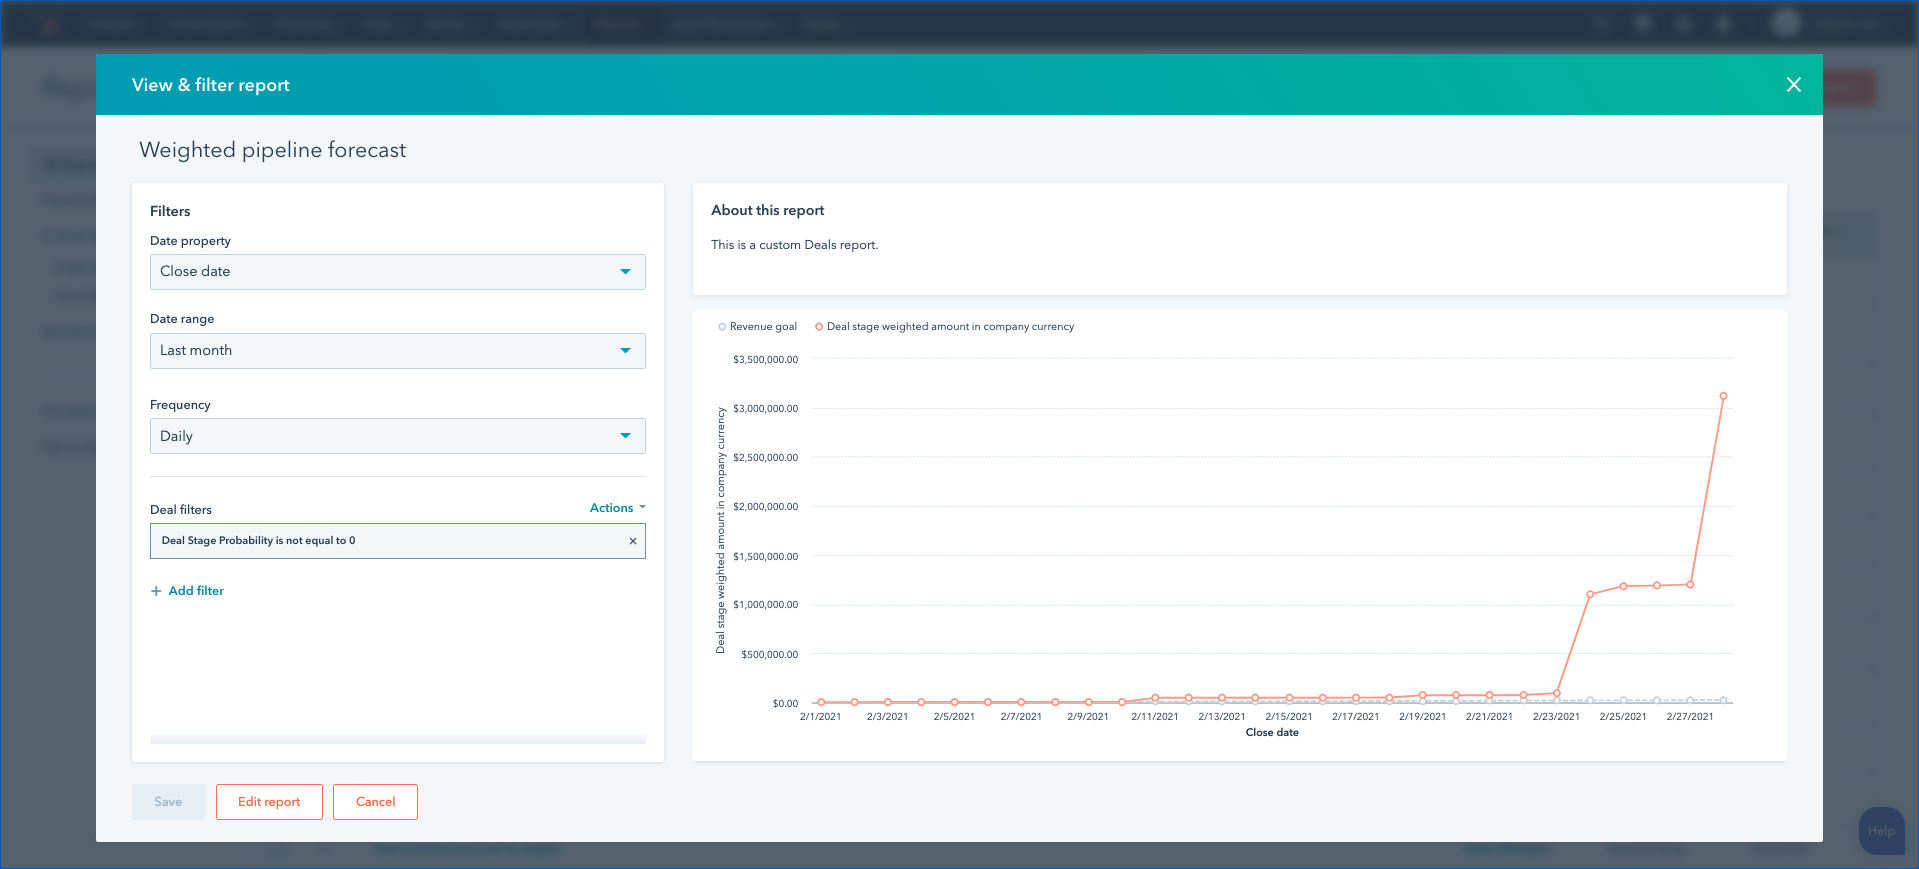 View & filter report
Weighted pipeline forecast
Filters
Date property
Close date
Date range
Last month
Frequency
Daily
Deal filters
Actions
Deal Stage Probability is not equal to 0
+ Add filter
About this report
This is a custom Deals report.
Revenue goal
Deal stage weighted amount in company currency
Deal stage weighted amount in company currency
$3,500,000.00
$3,000,000.00
$2,500,000.00
$2,000,000.00
$1,500,000.00
$1,000,000.00
$500,000.00
$0.00
2/1/2021 2/3/2021 2/5/2021 2/7/2021 2/9/2021 2/11/2021 2/13/2021 2/15/2021 2/17/2021 2/19/2021 2/21/2021 2/23/2021 2/25/2021 2/27/2021
Close date
Save
Edit report
Cancel
Help